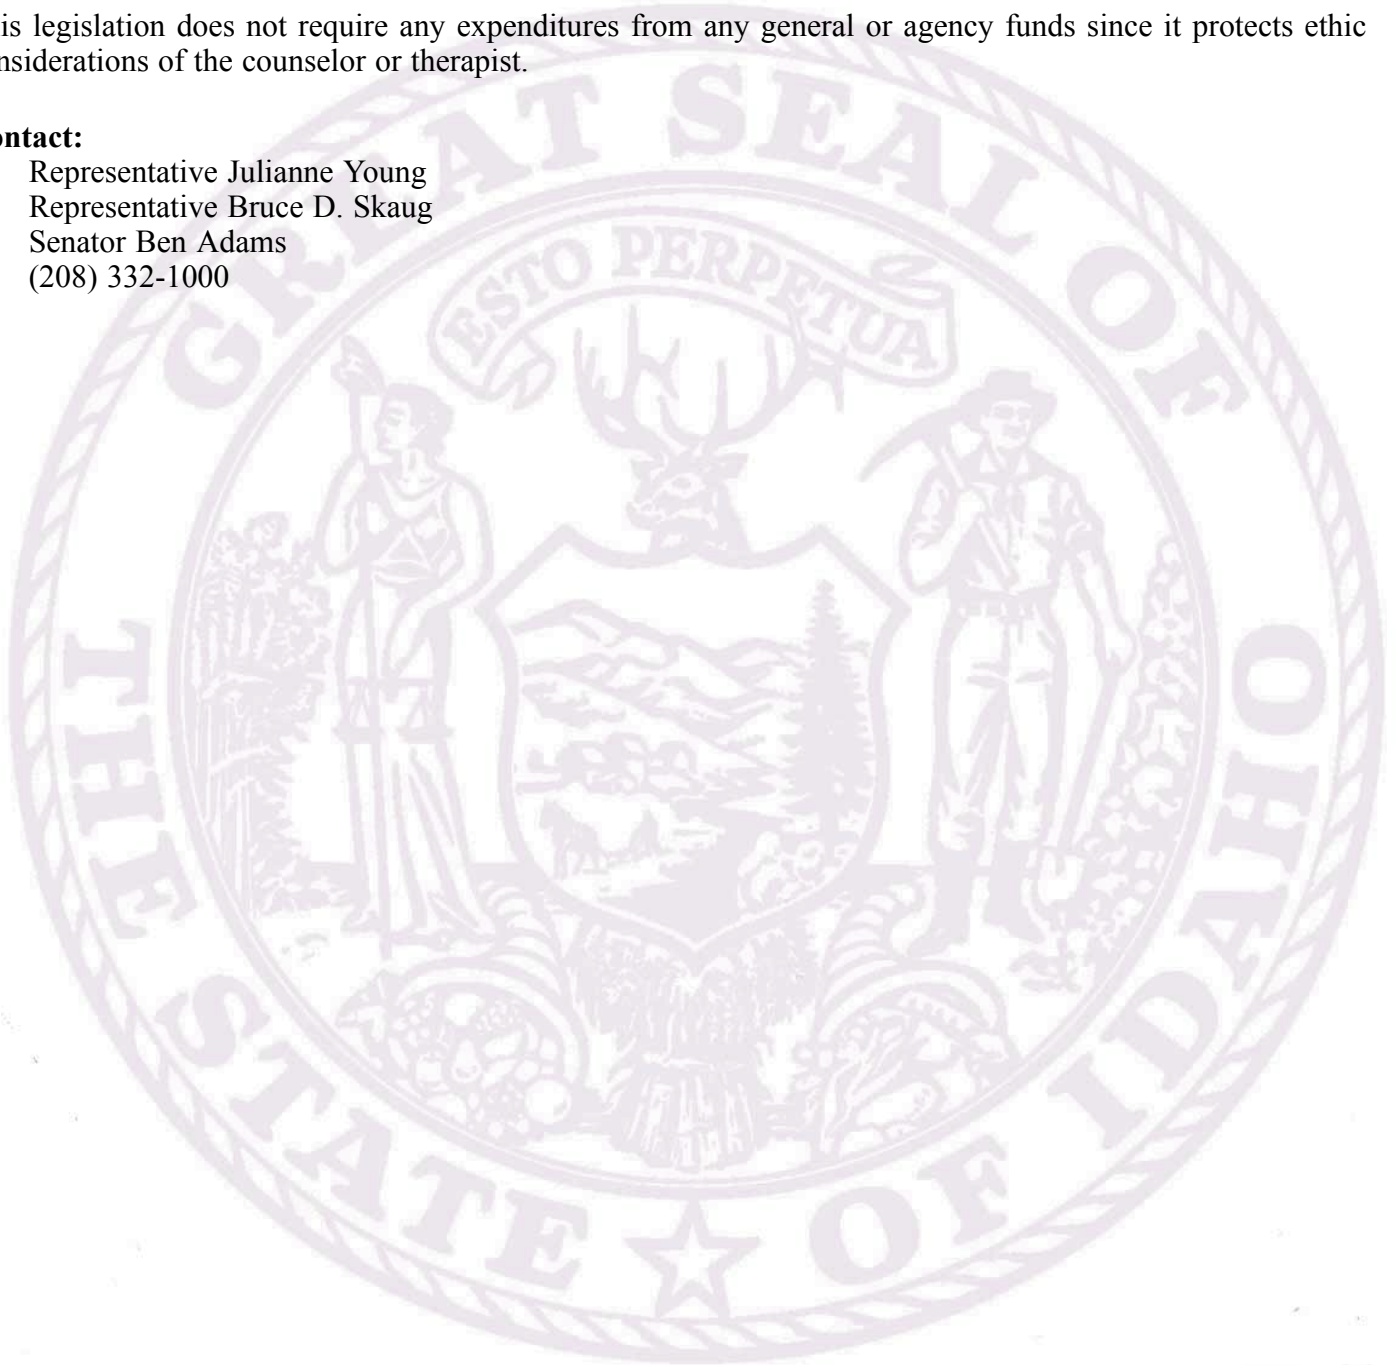 is legislation does not require any expenditures from any general or agency funds since it protects ethic
nsiderations of the counselor or therapist.
ontact:
Representative Julianne Young
Representative Bruce D. Skaug
Senator Ben Adams
(208) 332-1000
THE GREAT SEAL OF
ESTO PERPETUA
STATE OF IDAHO